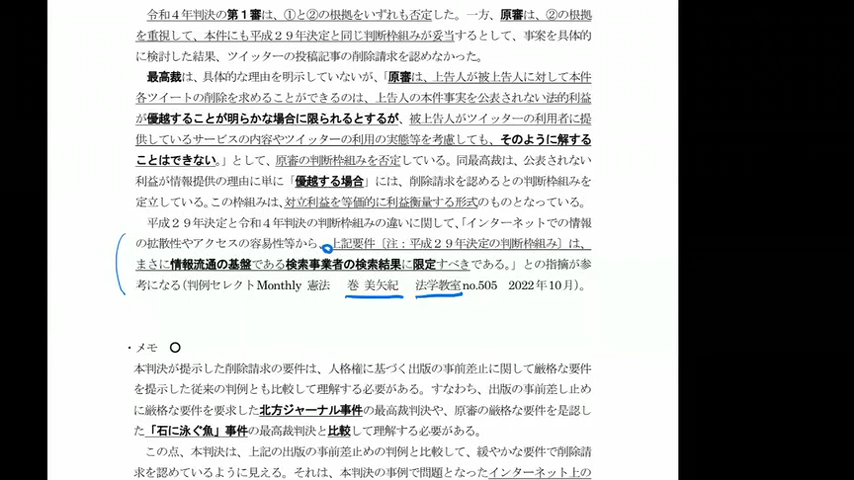 令和４年判決の第１審は、①と②の根拠をいずれも否定した。一方、原審は、②の根拠
を重視して、本件にも平成２９年決定と同じ判断枠組みが妥当するとして、事案を具体的
に検討した結果、ツイッターの投稿記事の削除請求を認めなかった。
最高裁は、具体的な理由を明示していないが、「原審は、上告人が被上告人に対して本件
各ツイートの削除を求めることができるのは、上告人の本件事実を公表されない法的利益
が優越することが明らかな場合に限られるとするが、被上告人がツイッターの利用者に提
供しているサービスの内容やツイッターの利用の実態等を考慮しても、そのように解する
ことはできない。」として、原審の判断枠組みを否定している。同最高裁は、公表されない
利益が情報提供の理由に単に「優越する場合」には、削除請求を認めるとの判断枠組みを
定立している。この枠組みは、対立利益を等価的に利益衡量する形式のものとなっている。
平成２９年決定と令和４年判決の判断枠組みの違いに関して、「インターネットでの情報
の拡散性やアクセスの容易性等から、上記要件［注：平成２９年決定の判断枠組み］は、
まさに情報流通の基盤である検索事業者の検索結果に限定すべきである。」との指摘が参
考になる（判例セレクト Monthly 憲法 巻 美矢紀 法学教室 no.505 2022 年 10 月）。
・メモ ○
本判決が提示した削除請求の要件は、人格権に基づく出版の事前差止に関して厳格な要件
を提示した従来の判例とも比較して理解する必要がある。すなわち、出版の事前差し止め
に厳格な要件を要求した北方ジャーナル事件の最高裁判決や、原審の厳格な要件を是認し
た「石に泳ぐ魚」事件の最高裁判決と比較して理解する必要がある。
この点、本判決は、上記の出版の事前差止めの判例と比較して、緩やかな要件で削除請
求を認めているように見える。それは、本判決の事例で問題となったインターネット上の